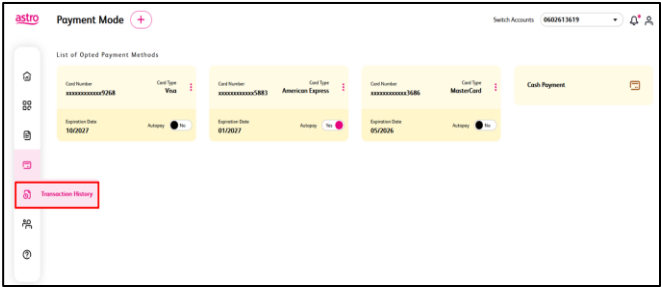 astro
Payment Mode +
Switch Accounts 0602613619
List of Opted Payment Methods
Card Number
xxxxxxxxxxxx9268
Card Type
Visa
Expiration Date
10/2027
Autopay No
Card Number
xxxxxxxxxxx5883
Card Type
American Express
Expiration Date
01/2027
Autopay Yes
Card Number
xxxxxxxxxxxx3686
Card Type
MasterCard
Expiration Date
05/2026
Autopay No
Cash Payment
Transaction History